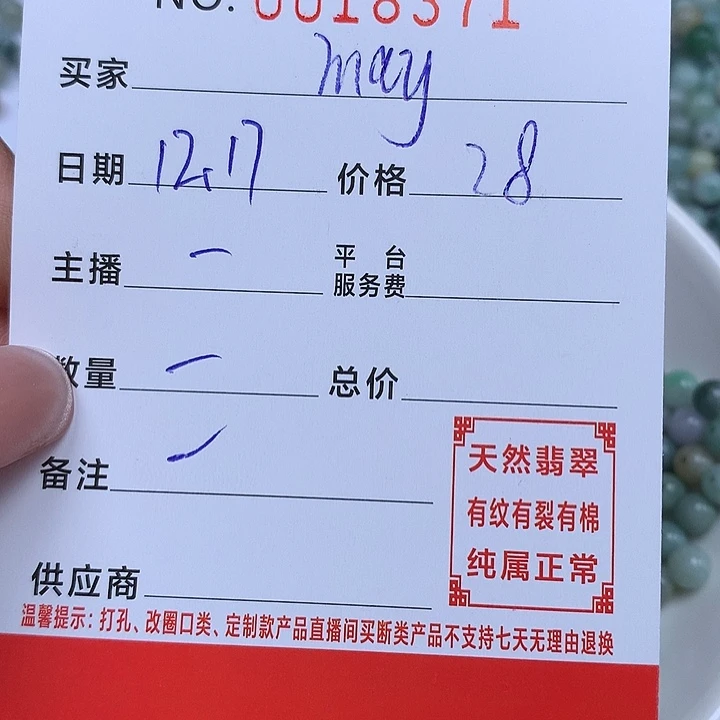 NO. 0018371
买家 may
日期 12.17 价格 28
主播 一 平台服务费
数量 一 总价
备注
天然翡翠
有纹有裂有棉
纯属正常
供应商
温馨提示：打孔、改圈口类、定制款产品直播间买断类产品不支持七天无理由退换